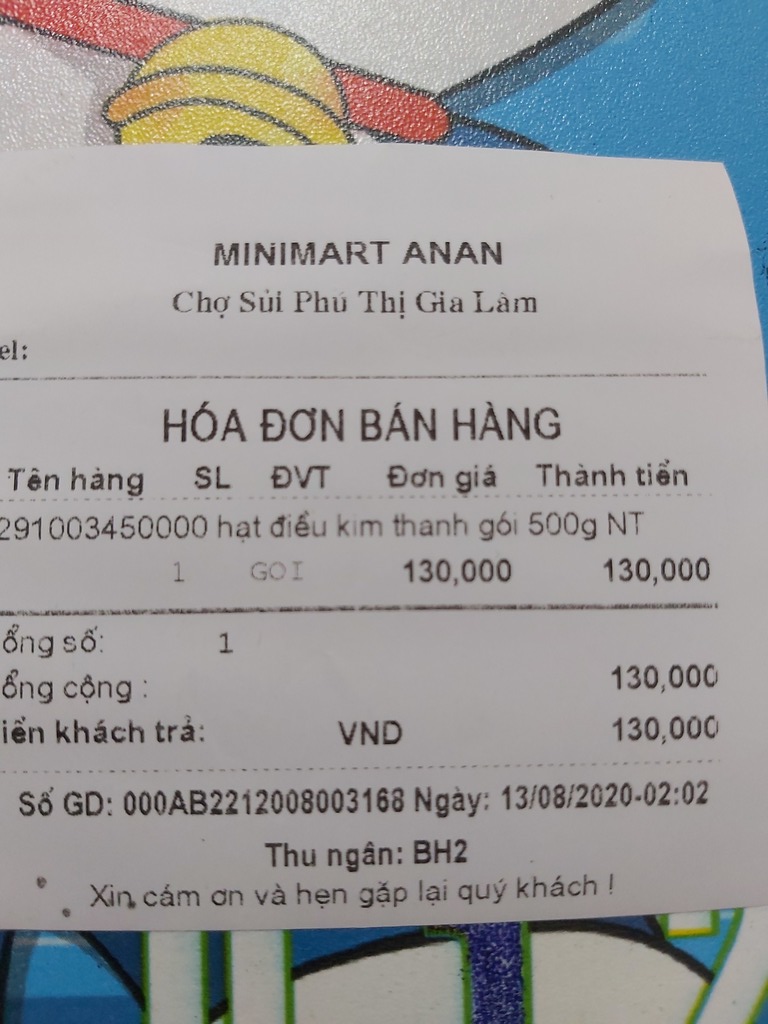 MINIMART ANAN
Chợ Sủi Phú Thị Gia Lâm
el:
HÓA ĐƠN BÁN HÀNG
Tên hàng SL ĐVT Đơn giá Thành tiền
291003450000 hạt điều kim thanh gói 500g NT
1 GOI 130,000 130,000
ổng số: 1
ổng cộng : 130,000
iền khách trả: VND 130,000
Số GD: 000AB2212008003168 Ngày: 13/08/2020-02:02
Thu ngân: BH2
Xin cám ơn và hẹn gặp lại quý khách !